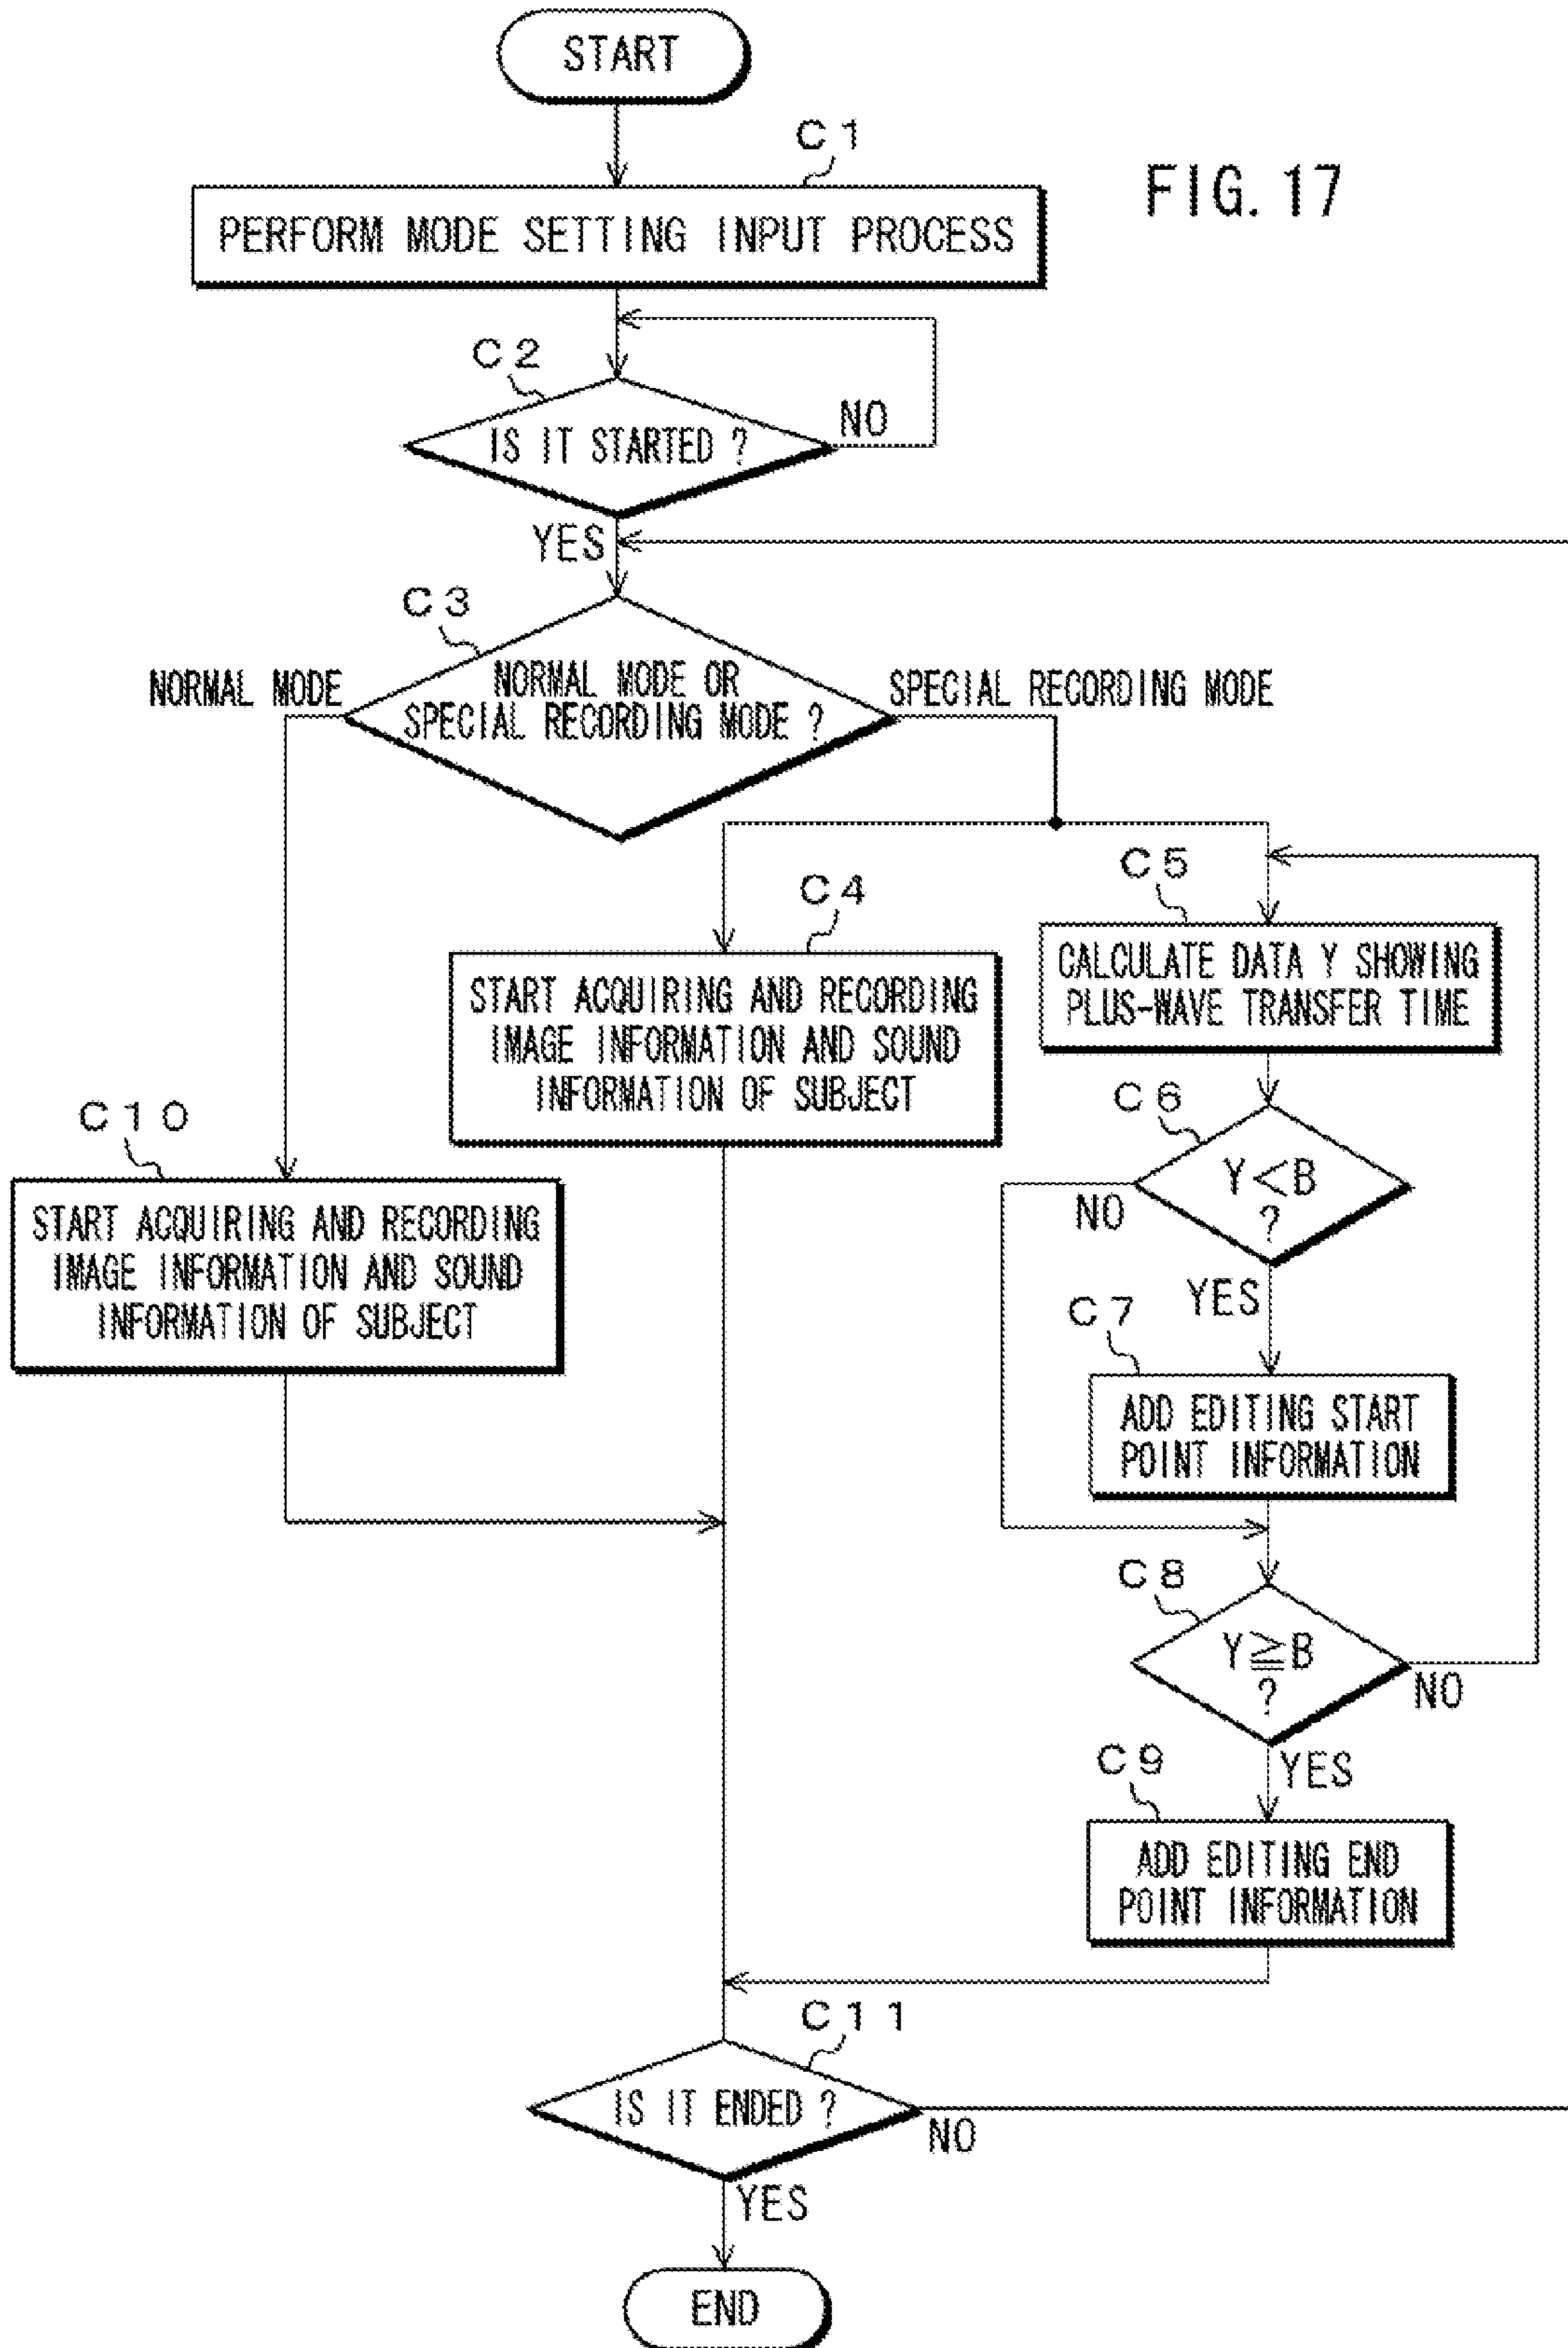 START
C1
FIG. 17
PERFORM MODE SETTING INPUT PROCESS
C2
IS IT STARTED ?
NO
YES
C3
NORMAL MODE
NORMAL MODE OR
SPECIAL RECORDING MODE ?
SPECIAL RECORDING MODE
C4
START ACQUIRING AND RECORDING
IMAGE INFORMATION AND SOUND
INFORMATION OF SUBJECT
C5
CALCULATE DATA Y SHOWING
PLUS-WAVE TRANSFER TIME
C6
Y<B
?
NO
YES
C10
START ACQUIRING AND RECORDING
IMAGE INFORMATION AND SOUND
INFORMATION OF SUBJECT
C7
ADD EDITING START
POINT INFORMATION
C8
Y≧B
?
NO
YES
C9
ADD EDITING END
POINT INFORMATION
C11
IS IT ENDED ?
NO
YES
END